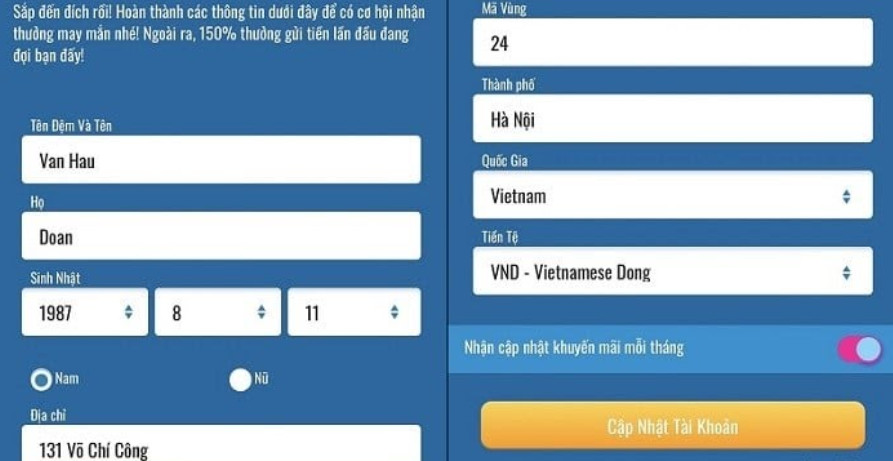 Sắp đến đích rồi! Hoàn thành các thông tin dưới đây để có cơ hội nhận
thưởng may mắn nhé! Ngoài ra, 150% thưởng gửi tiền lần đầu đang
đợi bạn đấy!
Tên Đệm Và Tên
Van Hau
Họ
Doan
Sinh Nhật
1987 8 11
Nam Nữ
Địa chỉ
131 Võ Chí Công
Mã Vùng
24
Thành phố
Hà Nội
Quốc Gia
Vietnam
Tiền Tệ
VND - Vietnamese Dong
Nhận cập nhật khuyến mãi mỗi tháng
Cập Nhật Tài Khoản